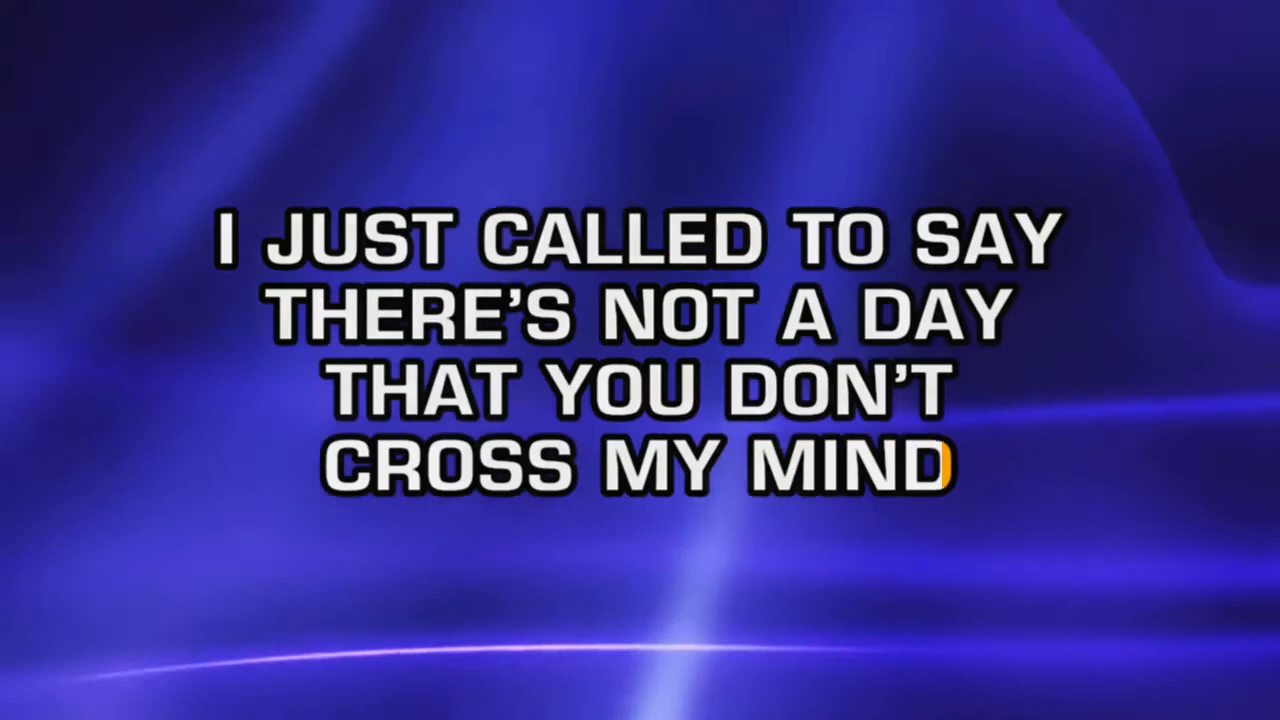 I JUST CALLED TO SAY
THERE’S NOT A DAY
THAT YOU DON’T
CROSS MY MIND